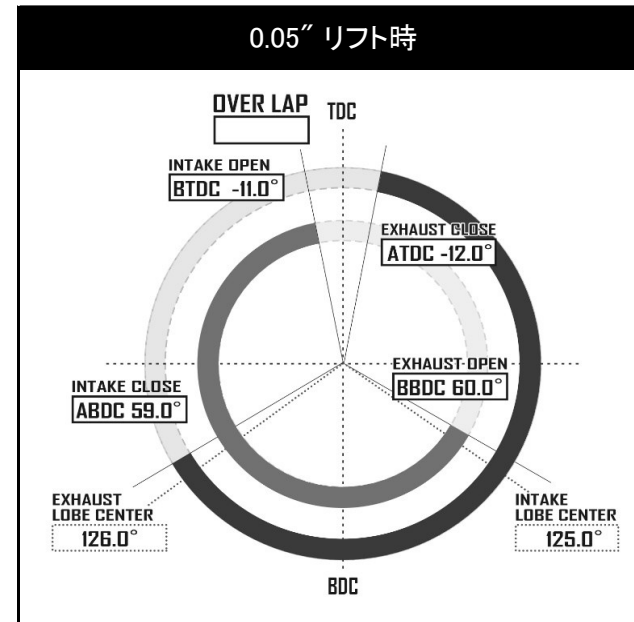 0.05″ リフト時
OVER LAP
TDC
INTAKE OPEN
BTDC -11.0°
EXHAUST CLOSE
ATDC -12.0°
EXHAUST OPEN
BBDC 60.0°
INTAKE CLOSE
ABDC 59.0°
EXHAUST
LOBE CENTER
126.0°
INTAKE
LOBE CENTER
125.0°
BDC